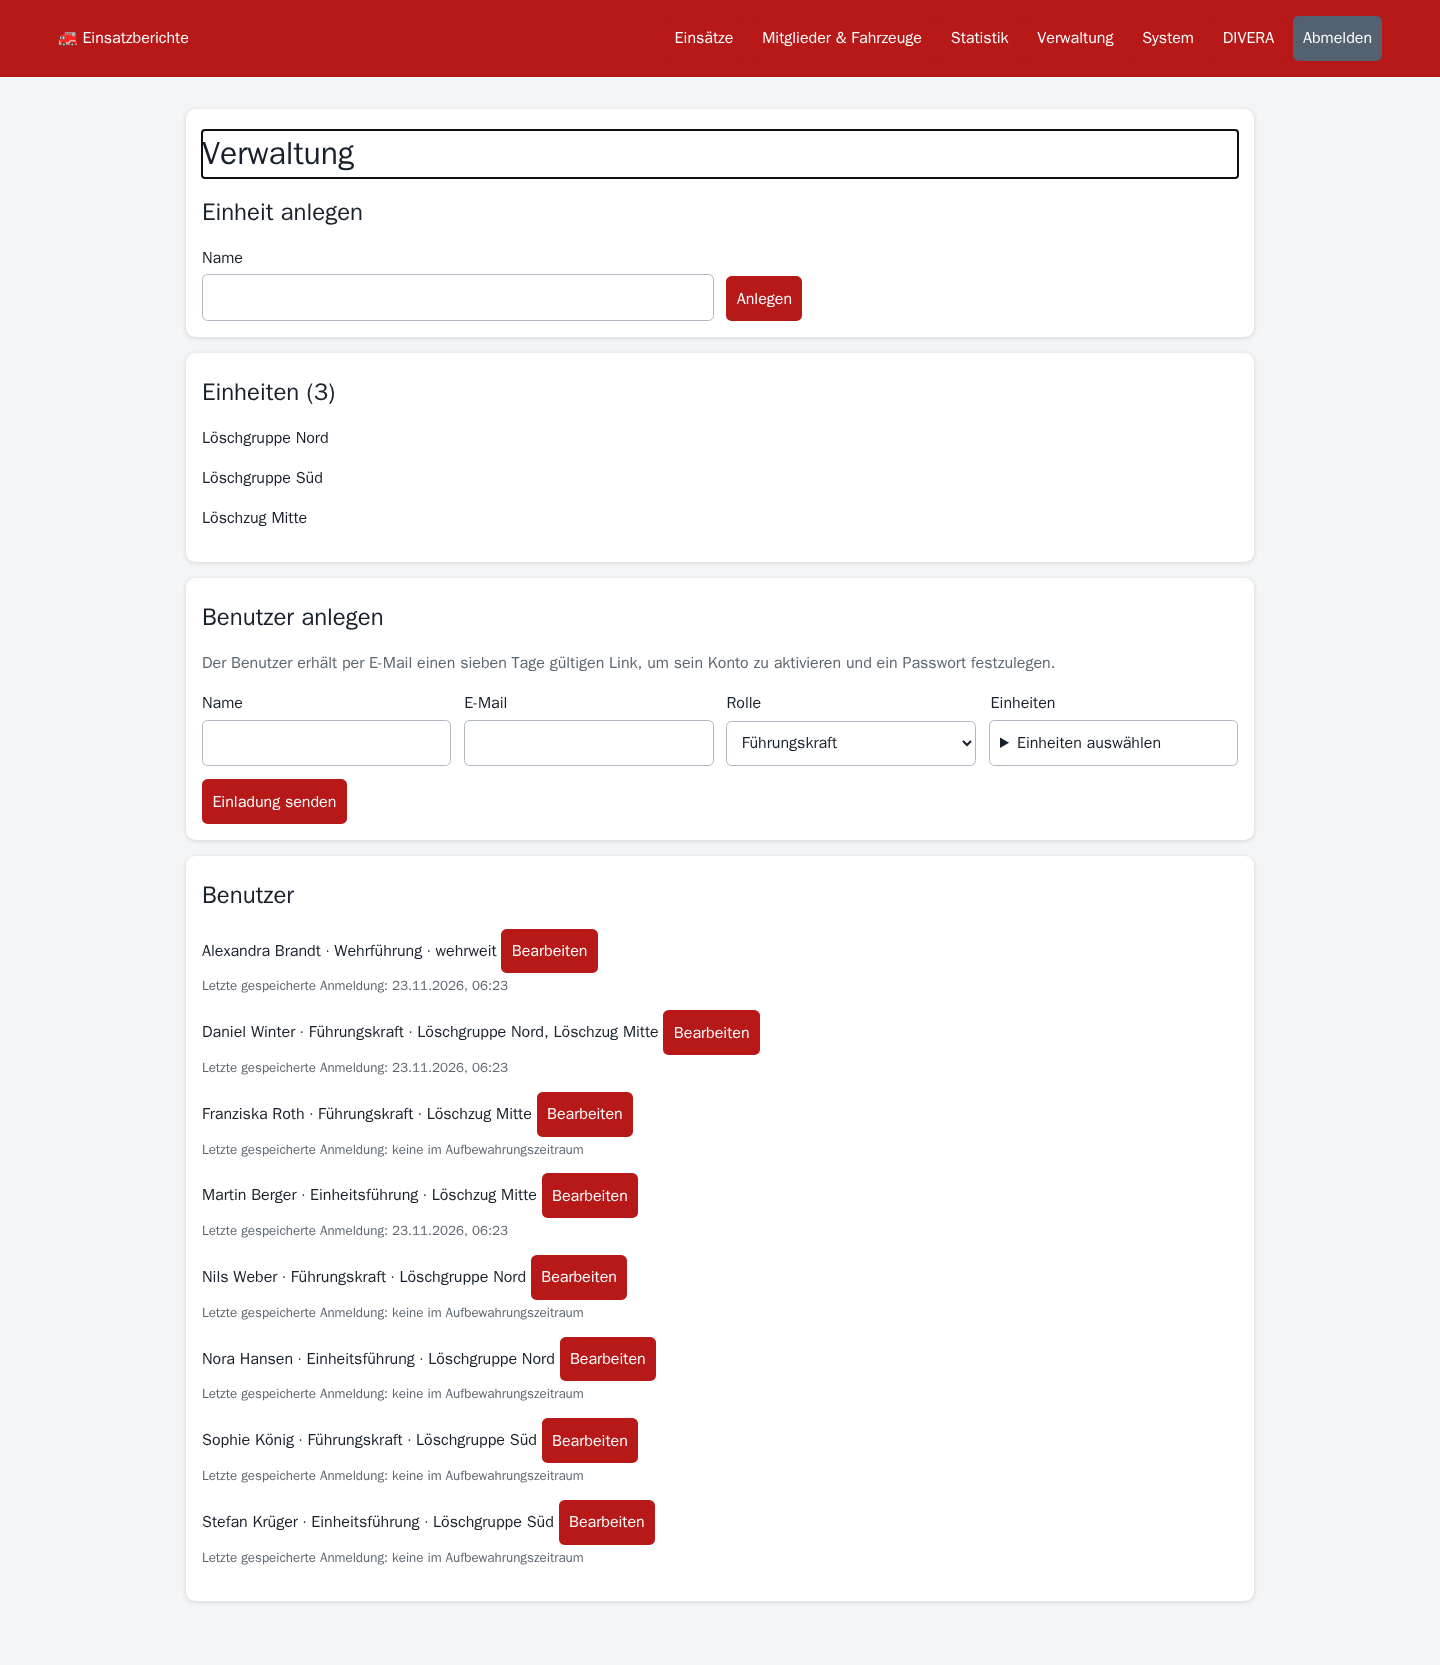 🚒 Einsatzberichte Einsätze Mitglieder & Fahrzeuge Statistik Verwaltung System DIVERA Abmelden
Verwaltung
Einheit anlegen
Name
Anlegen
Einheiten (3)
Löschgruppe Nord
Löschgruppe Süd
Löschzug Mitte
Benutzer anlegen
Der Benutzer erhält per E-Mail einen sieben Tage gültigen Link, um sein Konto zu aktivieren und ein Passwort festzulegen.
Name E-Mail Rolle Einheiten
Führungskraft Einheiten auswählen
Einladung senden
Benutzer
Alexandra Brandt · Wehrführung · wehrweit Bearbeiten
Letzte gespeicherte Anmeldung: 23.11.2026, 06:23
Daniel Winter · Führungskraft · Löschgruppe Nord, Löschzug Mitte Bearbeiten
Letzte gespeicherte Anmeldung: 23.11.2026, 06:23
Franziska Roth · Führungskraft · Löschzug Mitte Bearbeiten
Letzte gespeicherte Anmeldung: keine im Aufbewahrungszeitraum
Martin Berger · Einheitsführung · Löschzug Mitte Bearbeiten
Letzte gespeicherte Anmeldung: 23.11.2026, 06:23
Nils Weber · Führungskraft · Löschgruppe Nord Bearbeiten
Letzte gespeicherte Anmeldung: keine im Aufbewahrungszeitraum
Nora Hansen · Einheitsführung · Löschgruppe Nord Bearbeiten
Letzte gespeicherte Anmeldung: keine im Aufbewahrungszeitraum
Sophie König · Führungskraft · Löschgruppe Süd Bearbeiten
Letzte gespeicherte Anmeldung: keine im Aufbewahrungszeitraum
Stefan Krüger · Einheitsführung · Löschgruppe Süd Bearbeiten
Letzte gespeicherte Anmeldung: keine im Aufbewahrungszeitraum